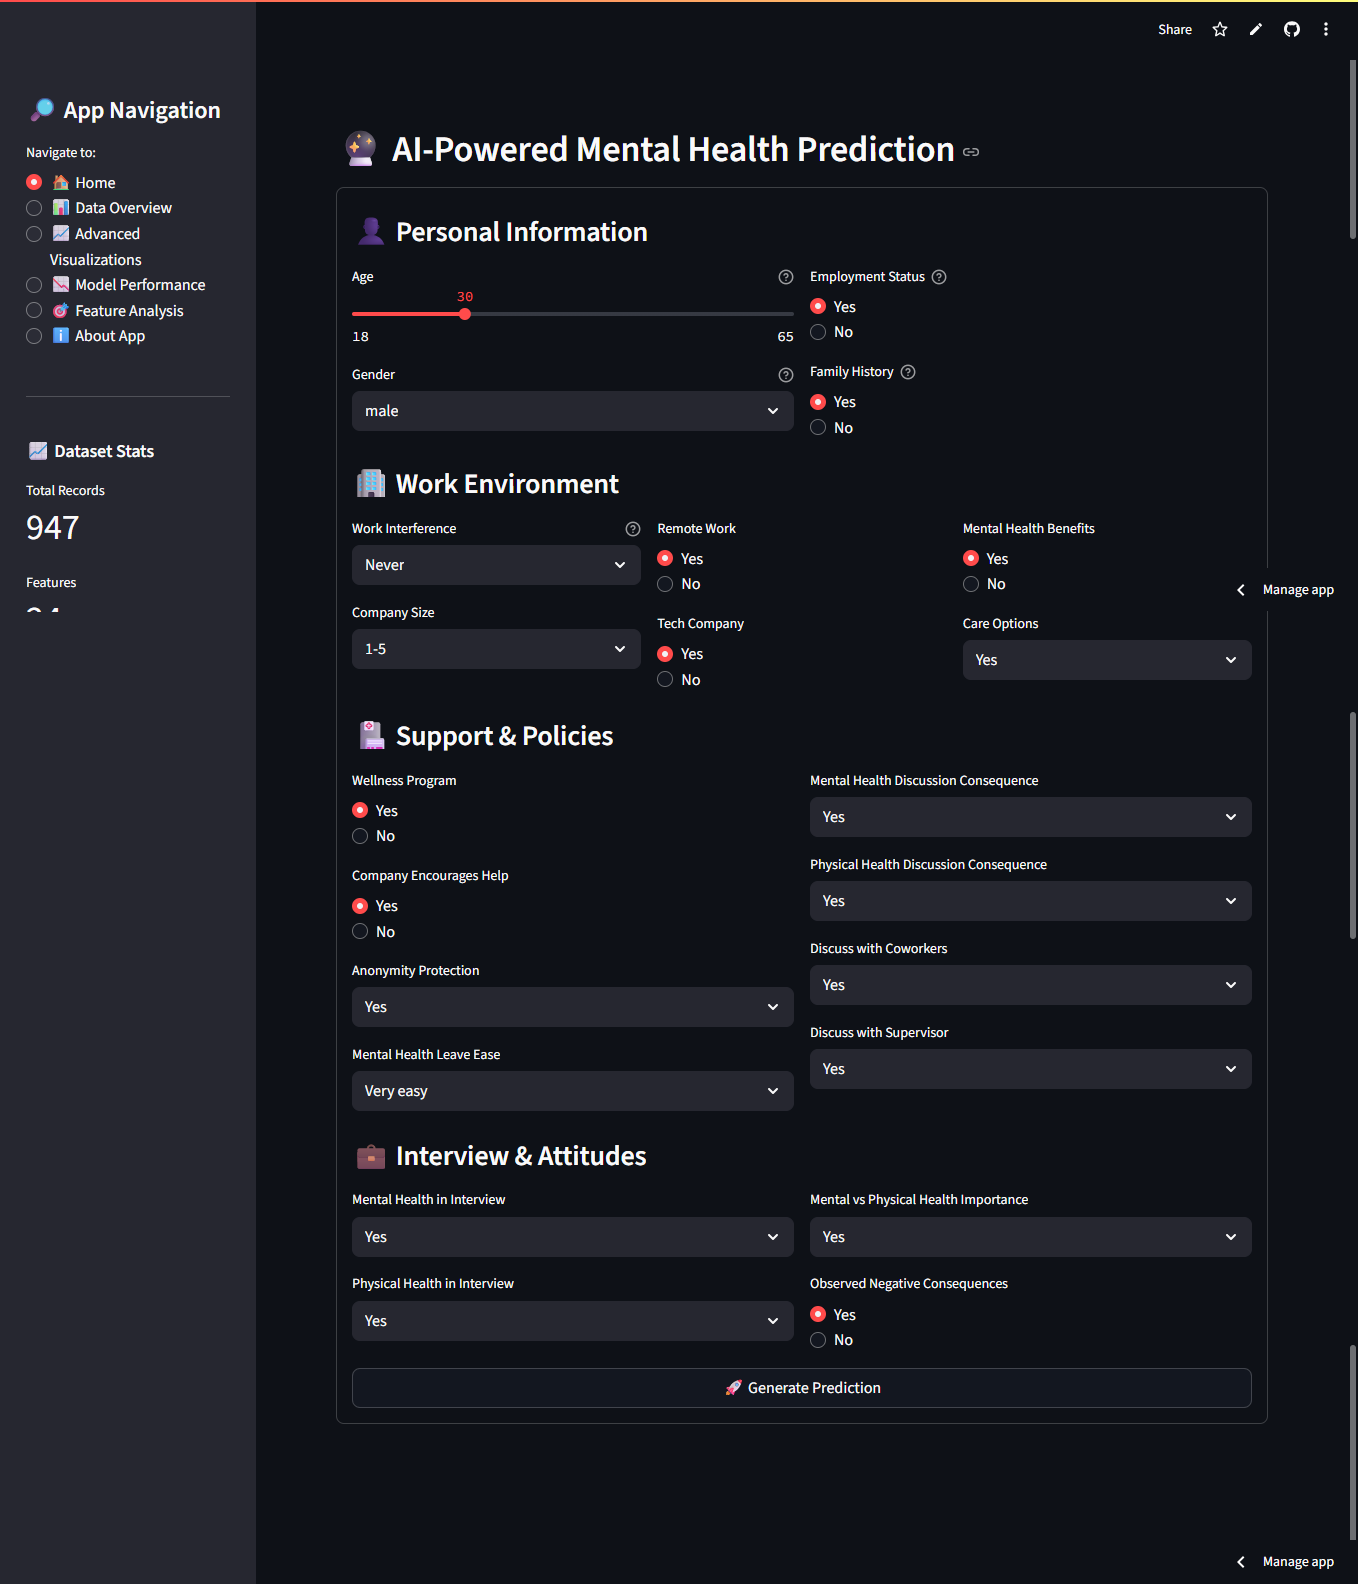 Share
App Navigation
Navigate to:
Home
Data Overview
Advanced
Visualizations
Model Performance
Feature Analysis
About App
Dataset Stats
Total Records
947
Features
AI-Powered Mental Health Prediction
Personal Information
Age
30
18
65
Employment Status
Yes
No
Gender
male
Family History
Yes
No
Work Environment
Work Interference
Never
Company Size
1-5
Remote Work
Yes
No
Tech Company
Yes
No
Mental Health Benefits
Yes
No
Care Options
Yes
Manage app
Support & Policies
Wellness Program
Yes
No
Company Encourages Help
Yes
No
Anonymity Protection
Yes
Mental Health Leave Ease
Very easy
Mental Health Discussion Consequence
Yes
Physical Health Discussion Consequence
Yes
Discuss with Coworkers
Yes
Discuss with Supervisor
Yes
Interview & Attitudes
Mental Health in Interview
Yes
Physical Health in Interview
Yes
Mental vs Physical Health Importance
Yes
Observed Negative Consequences
Yes
No
Generate Prediction
Manage app